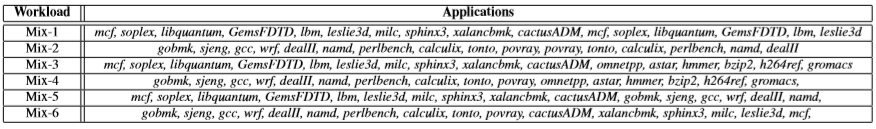 Workload Applications
Mix-1 mcf, soplex, libquantum, GemsFDTD, lbm, leslie3d, milc, sphinx3, xalancbmk, cactusADM, mcf, soplex, libquantum, GemsFDTD, lbm, leslie3d
Mix-2 gobmk, sjeng, gcc, wrf, dealII, namd, perlbench, calculix, tonto, povray, povray, tonto, calculix, perlbench, namd, dealII
Mix-3 mcf, soplex, libquantum, GemsFDTD, lbm, leslie3d, milc, sphinx3, xalancbmk, cactusADM, omnetpp, astar, hmmer, bzip2, h264ref, gromacs
Mix-4 gobmk, sjeng, gcc, wrf, dealII, namd, perlbench, calculix, tonto, povray, omnetpp, astar, hmmer, bzip2, h264ref, gromacs,
Mix-5 mcf, soplex, libquantum, GemsFDTD, lbm, leslie3d, milc, sphinx3, xalancbmk, cactusADM, gobmk, sjeng, gcc, wrf, dealII, namd,
Mix-6 gobmk, sjeng, gcc, wrf, dealII, namd, perlbench, calculix, tonto, povray, cactusADM, xalancbmk, sphinx3, milc, leslie3d, mcf,